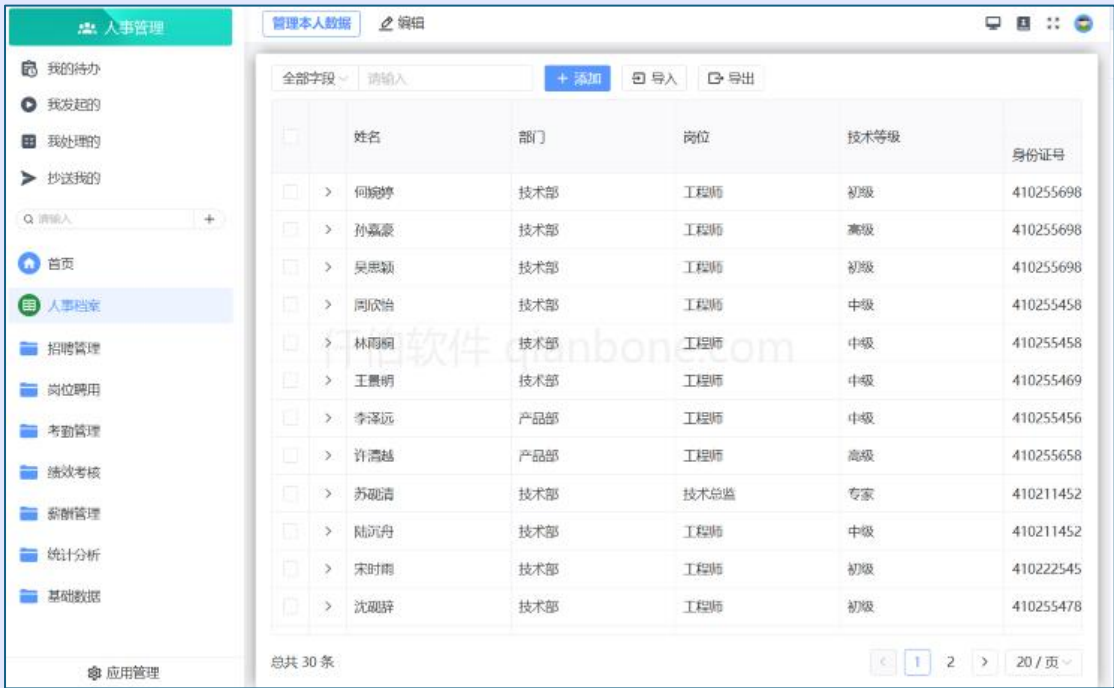 人事管理
管理本人数据 编辑
我的待办
我发起的
我处理的
抄送我的
请输入
首页
人事档案
招聘管理
岗位聘用
考勤管理
绩效考核
薪酬管理
统计分析
基础数据
应用管理
全部字段 请输入 + 添加 导入 导出
姓名 部门 岗位 技术等级 身份证号
何婉婷 技术部 工程师 初级 410255698
孙嘉豪 技术部 工程师 高级 410255698
吴思颖 技术部 工程师 初级 410255698
周欣怡 技术部 工程师 中级 410255458
林雨桐 技术部 工程师 中级 410255458
仟佰软件 qianbone.com
王景明 技术部 工程师 中级 410255469
李泽远 产品部 工程师 中级 410255456
许清越 产品部 工程师 高级 410255658
苏砚清 技术部 技术总监 专家 410211452
陆沉舟 技术部 工程师 中级 410211452
宋时雨 技术部 工程师 初级 410222545
沈砚辞 技术部 工程师 初级 410255478
总共 30 条 1 2 20 / 页